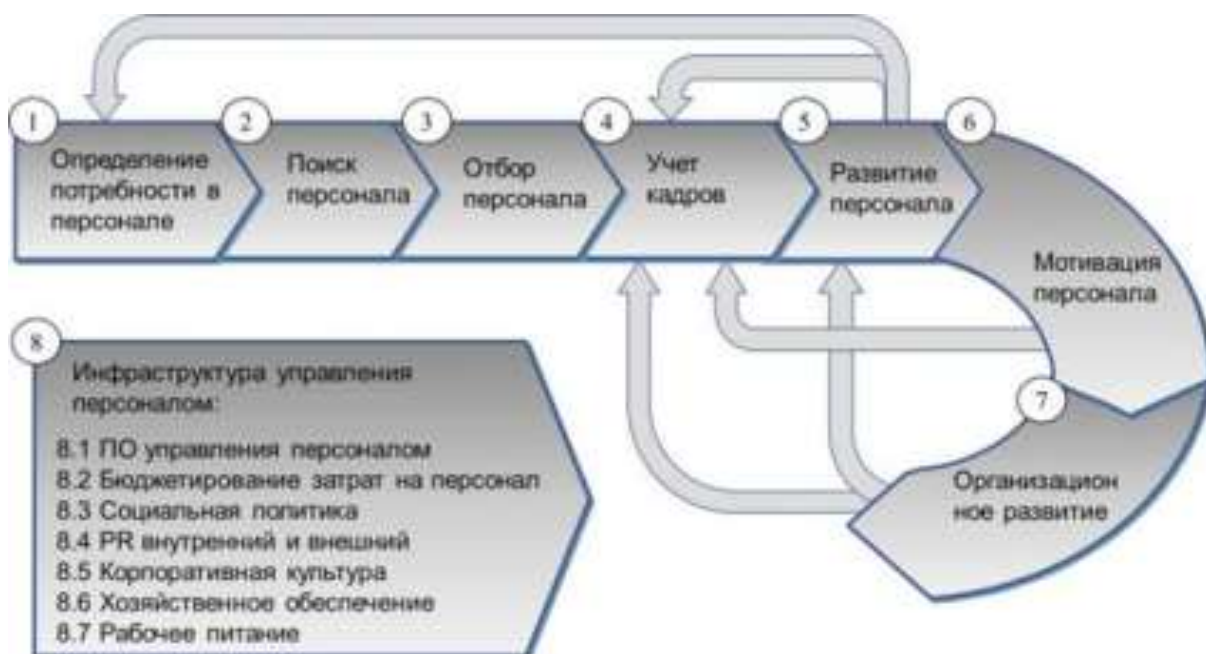 1
Определение
потребности в
персонале
2
Поиск
персонала
3
Отбор
персонала
4
Учет
кадров
5
Развитие
персонала
6
Мотивация
персонала
7
Организацион
ное развитие
8
Инфраструктура управления
персоналом:
8.1 ПО управления персоналом
8.2 Бюджетирование затрат на персонал
8.3 Социальная политика
8.4 PR внутренний и внешний
8.5 Корпоративная культура
8.6 Хозяйственное обеспечение
8.7 Рабочее питание